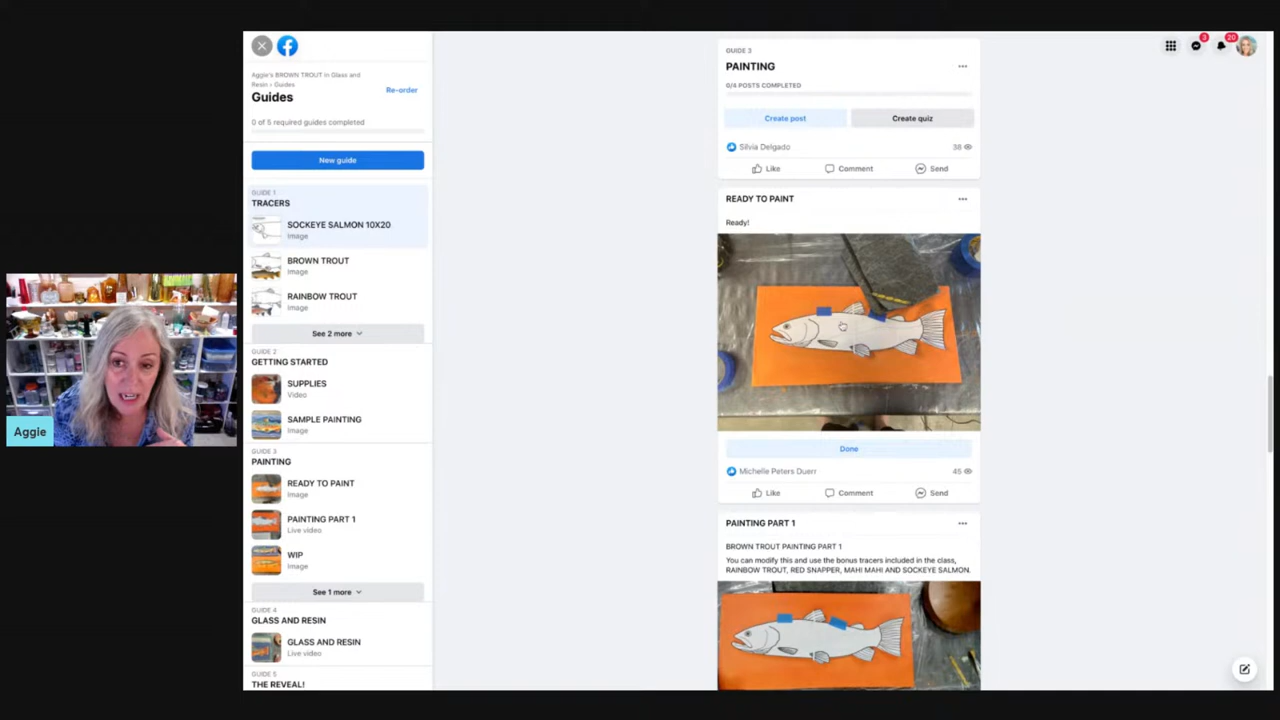 Aggie's BROWN TROUT in Glass and
Resin › Guides
Guides
Re-order
0 of 5 required guides completed
New guide
GUIDE 1
TRACERS
SOCKEYE SALMON 10X20
Image
BROWN TROUT
Image
RAINBOW TROUT
Image
See 2 more
GUIDE 2
GETTING STARTED
SUPPLIES
Video
SAMPLE PAINTING
Image
GUIDE 3
PAINTING
READY TO PAINT
Image
PAINTING PART 1
Live video
WIP
Image
See 1 more
GUIDE 4
GLASS AND RESIN
GLASS AND RESIN
Live video
GUIDE 5
THE REVEAL!
Aggie
GUIDE 3
PAINTING
0/4 POSTS COMPLETED
Create post
Create quiz
Silvia Delgado
38
Like
Comment
Send
READY TO PAINT
Ready!
Done
Michelle Peters Duerr
45
Like
Comment
Send
PAINTING PART 1
BROWN TROUT PAINTING PART 1
You can modify this and use the bonus tracers included in the class,
RAINBOW TROUT, RED SNAPPER, MAHI MAHI AND SOCKEYE SALMON.
3
20